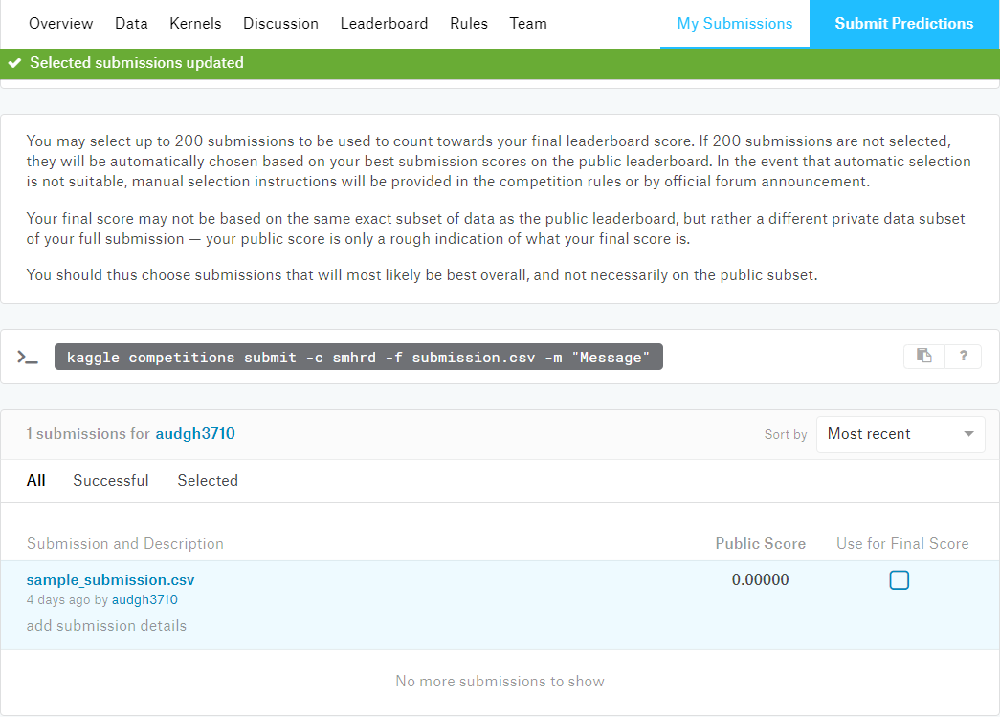 Overview Data Kernels Discussion Leaderboard Rules Team My Submissions Submit Predictions
Selected submissions updated
You may select up to 200 submissions to be used to count towards your final leaderboard score. If 200 submissions are not selected,
they will be automatically chosen based on your best submission scores on the public leaderboard. In the event that automatic selection
is not suitable, manual selection instructions will be provided in the competition rules or by official forum announcement.
Your final score may not be based on the same exact subset of data as the public leaderboard, but rather a different private data subset
of your full submission — your public score is only a rough indication of what your final score is.
You should thus choose submissions that will most likely be best overall, and not necessarily on the public subset.
>_ kaggle competitions submit -c smhrd -f submission.csv -m "Message" ?
1 submissions for audgh3710 Sort by Most recent
All Successful Selected
Submission and Description Public Score Use for Final Score
sample_submission.csv 0.00000
4 days ago by audgh3710
add submission details
No more submissions to show